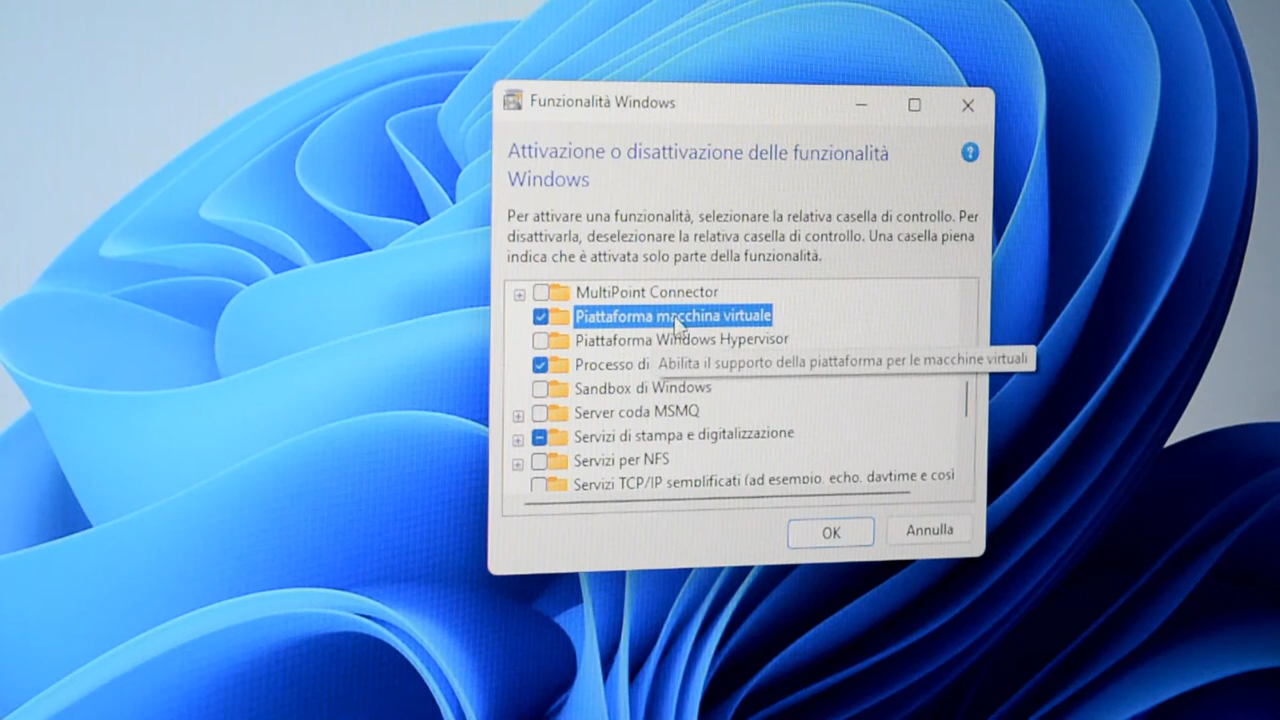 Funzionalità Windows
Attivazione o disattivazione delle funzionalità
Windows
Per attivare una funzionalità, selezionare la relativa casella di controllo. Per
disattivarla, deselezionare la relativa casella di controllo. Una casella piena
indica che è attivata solo parte della funzionalità.
MultiPoint Connector
Piattaforma macchina virtuale
Piattaforma Windows Hypervisor
Processo di
Abilita il supporto della piattaforma per le macchine virtuali
Sandbox di Windows
Server coda MSMQ
Servizi di stampa e digitalizzazione
Servizi per NFS
Servizi TCP/IP semplificati (ad esempio, echo, daytime e così
OK
Annulla